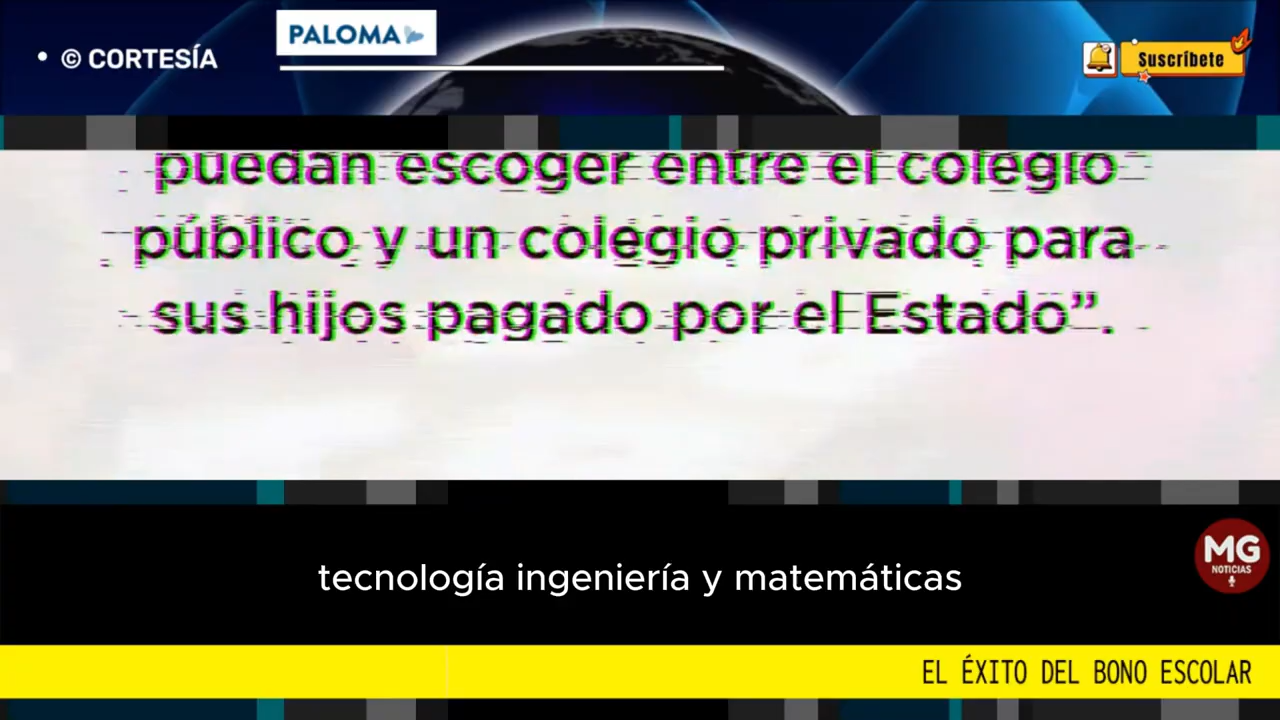 • © CORTESÍA
PALOMA
Suscríbete
puedan escoger entre el colegio
público y un colegio privado para
sus hijos pagado por el Estado”.
tecnología ingeniería y matemáticas
MG
NOTICIAS
EL ÉXITO DEL BONO ESCOLAR